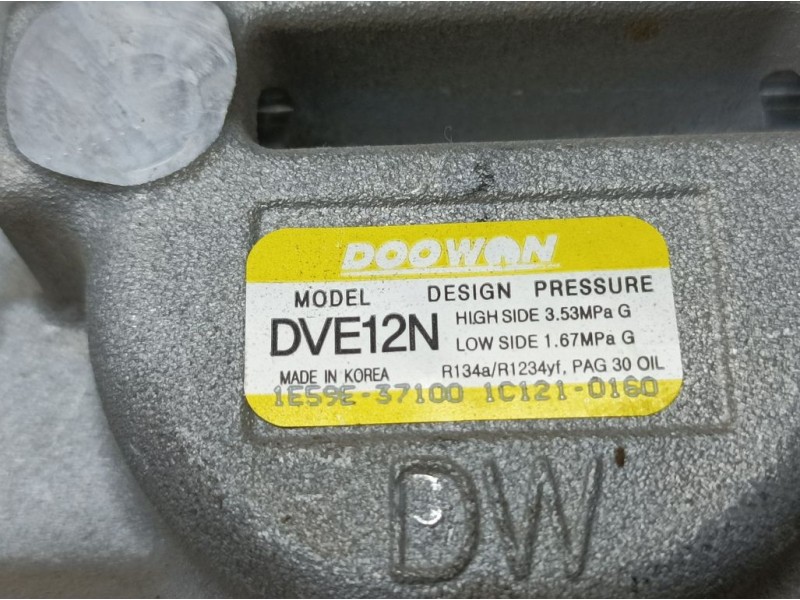 DOOWON
MODEL DESIGN PRESSURE
DVE12N HIGH SIDE 3.53MPa G
LOW SIDE 1.67MPa G
MADE IN KOREA R134a/R1234yf, PAG 30 OIL
1E59E-37100 1C121-0160
DW